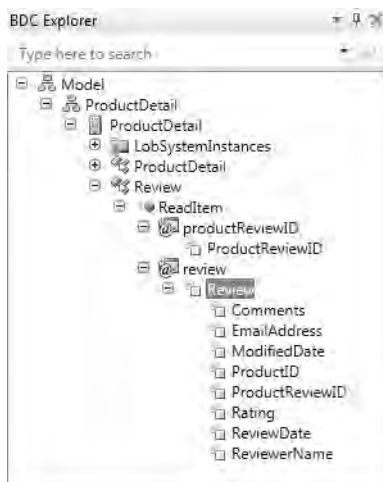 BDC Explorer
Type here to search
Model
ProductDetail
ProductDetail
LobSystemInstances
ProductDetail
Review
ReadItem
productReviewID
ProductReviewID
review
Review
Comments
EmailAddress
ModifiedDate
ProductID
ProductReviewID
Rating
ReviewDate
ReviewerName